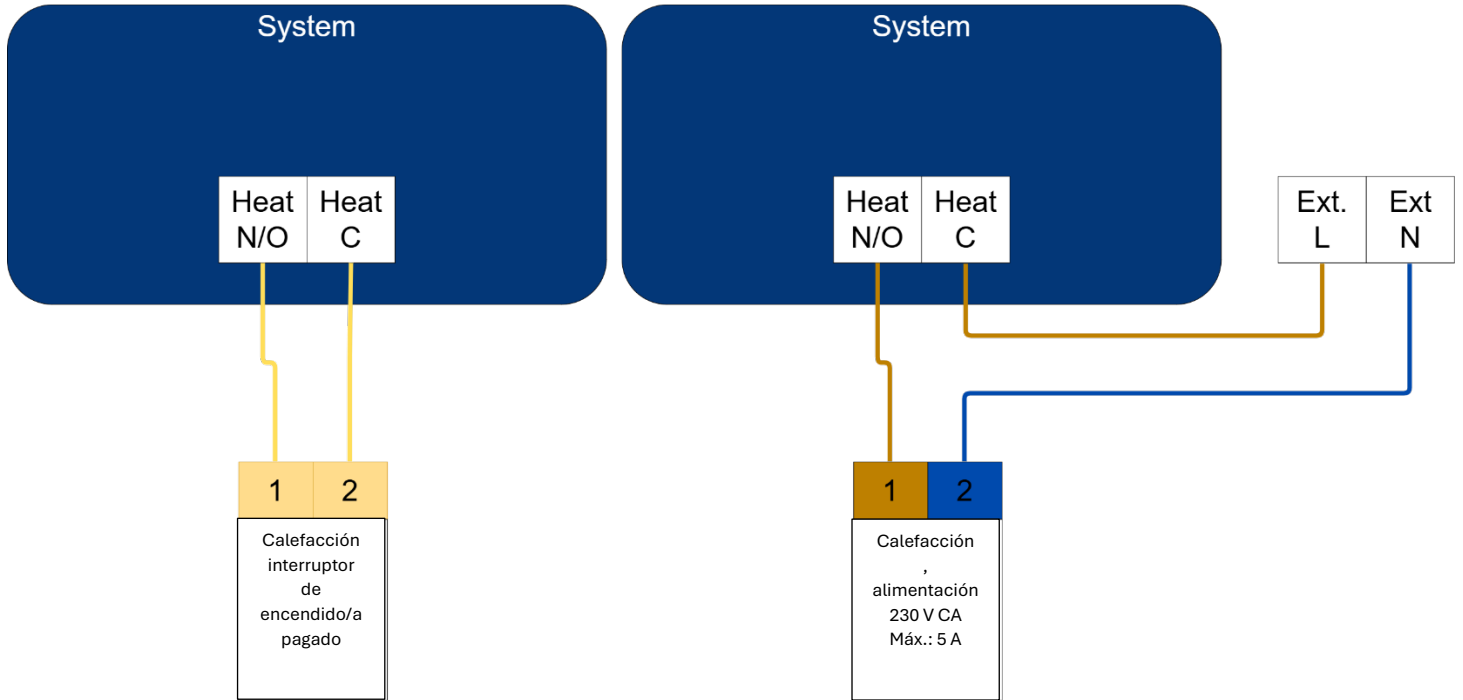 System
Heat N/O
Heat C
1
2
Calefacción
interruptor
de
encendido/a
pagado
System
Heat N/O
Heat C
Ext. L
Ext N
1
2
Calefacción
,
alimentación
230 V CA
Máx.: 5 A